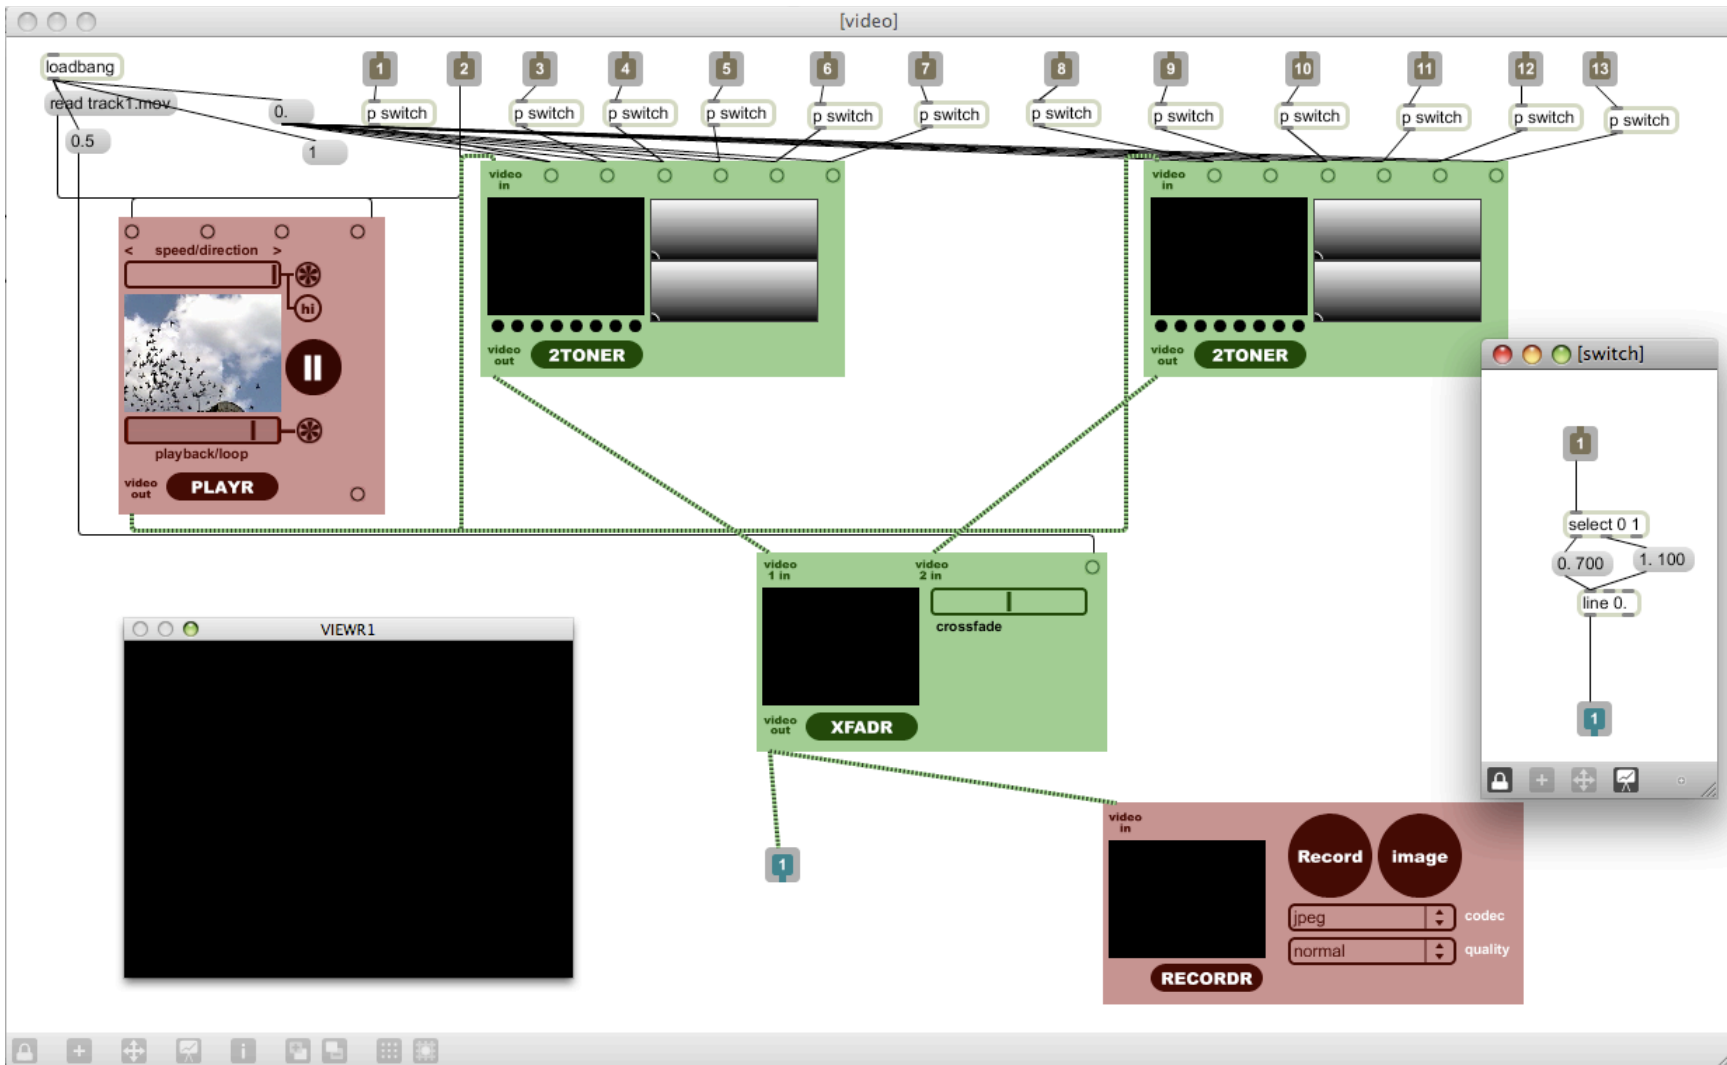 [video]
loadbang
1
2
3
4
5
6
7
8
9
10
11
12
13
read track1.mov
0.
p switch
p switch
p switch
p switch
p switch
p switch
p switch
p switch
p switch
p switch
p switch
p switch
0.5
1
video
in
video
in
< speed/direction >
hi
playback/loop
video
out
PLAYR
video
out
2TONER
video
out
2TONER
[switch]
1
select 0 1
0. 700
1. 100
line 0.
1
video
1 in
video
2 in
crossfade
video
out
XFADR
VIEWR1
1
video
in
Record
image
jpeg
codec
normal
quality
RECORDR